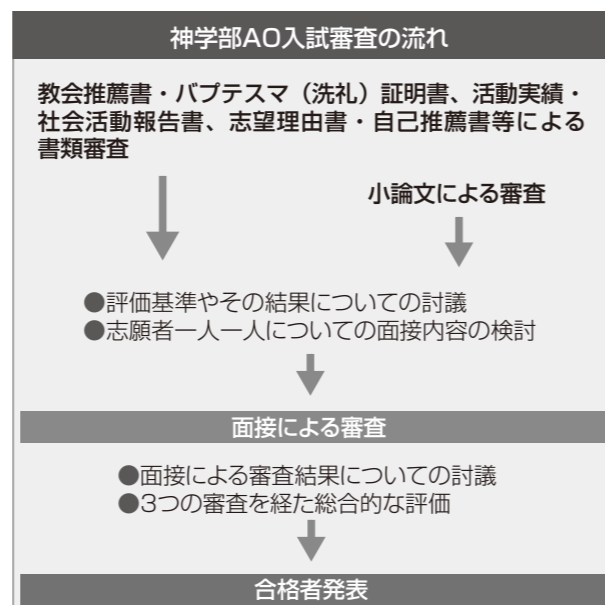 神学部AO入試審査の流れ
教会推薦書・バプテスマ（洗礼）証明書、活動実績・
社会活動報告書、志望理由書・自己推薦書等による
書類審査
小論文による審査
●評価基準やその結果についての討議
●志願者一人一人についての面接内容の検討
面接による審査
●面接による審査結果についての討議
●3つの審査を経た総合的な評価
合格者発表